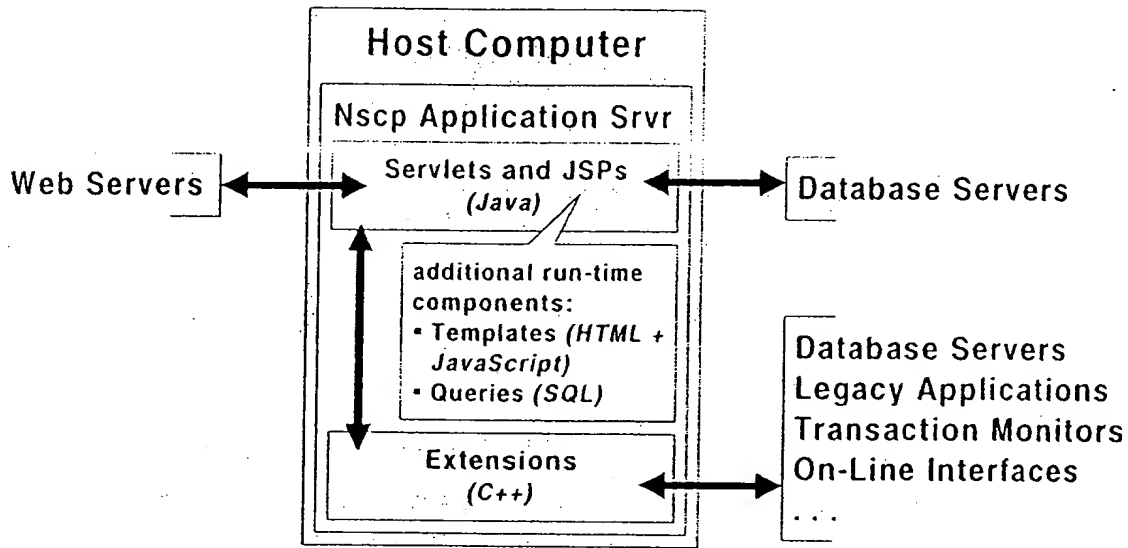 Host Computer
Nscp Application Srvr
Servlets and JSPs
(Java)
Web Servers
Database Servers
additional run-time
components:
▪ Templates (HTML +
JavaScript)
▪ Queries (SQL)
Extensions
(C++)
Database Servers
Legacy Applications
Transaction Monitors
On-Line Interfaces
. . .